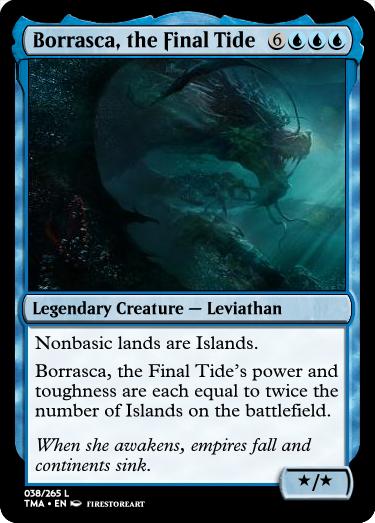 Borrasca, the Final Tide 6
Legendary Creature — Leviathan
Nonbasic lands are Islands.
Borrasca, the Final Tide's power and
toughness are each equal to twice the
number of Islands on the battlefield.
When she awakens, empires fall and
continents sink.
★/★
038/265 L
TMA • EN FIRESTOREART